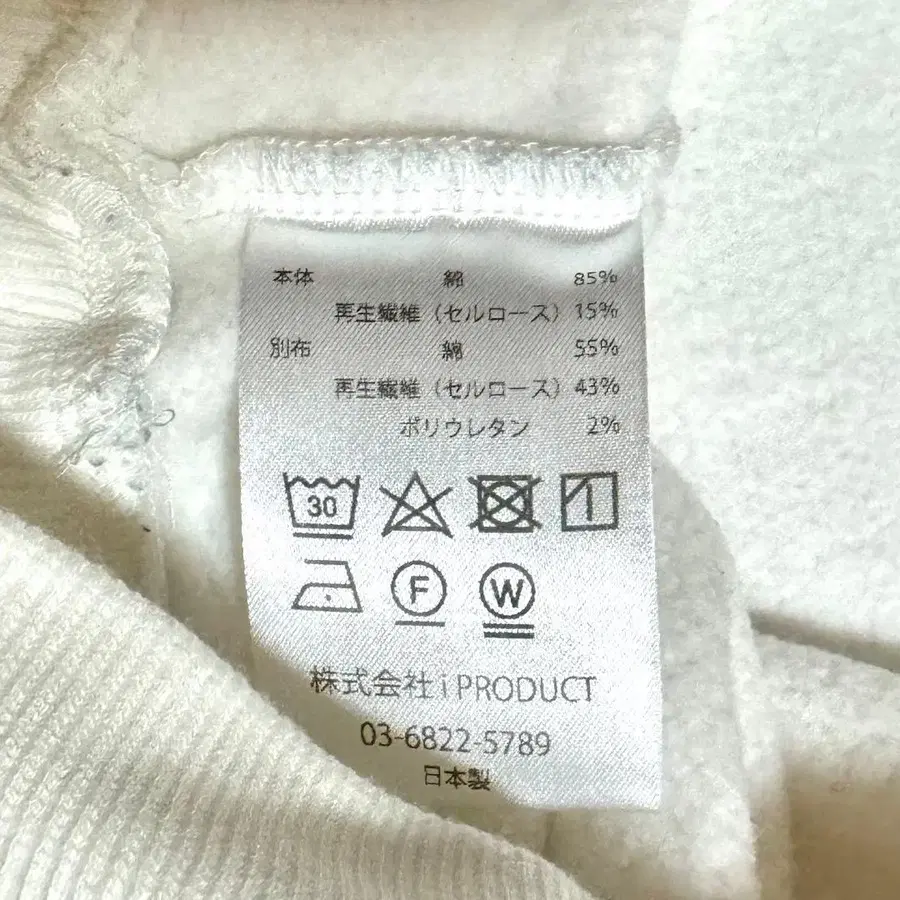 本体 綿 85%
再生繊維（セルロース）15%
別布 綿 55%
再生繊維（セルロース）43%
ポリウレタン 2%
30
F W
株式会社 i PRODUCT
03-6822-5789
日本製